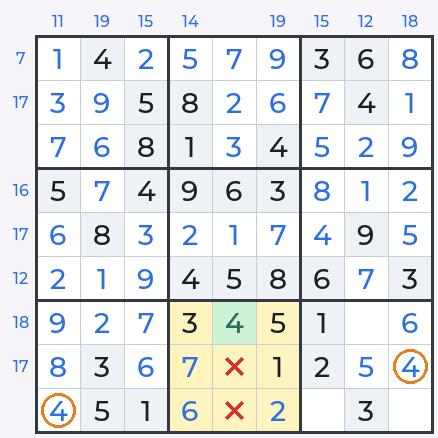 11 19 15 14 19 15 12 18
7 1 4 2 5 7 9 3 6 8
17 3 9 5 8 2 6 7 4 1
7 6 8 1 3 4 5 2 9
16 5 7 4 9 6 3 8 1 2
17 6 8 3 2 1 7 4 9 5
12 2 1 9 4 5 8 6 7 3
18 9 2 7 3 4 5 1 6
17 8 3 6 7 1 2 5 4
4 5 1 6 2 3